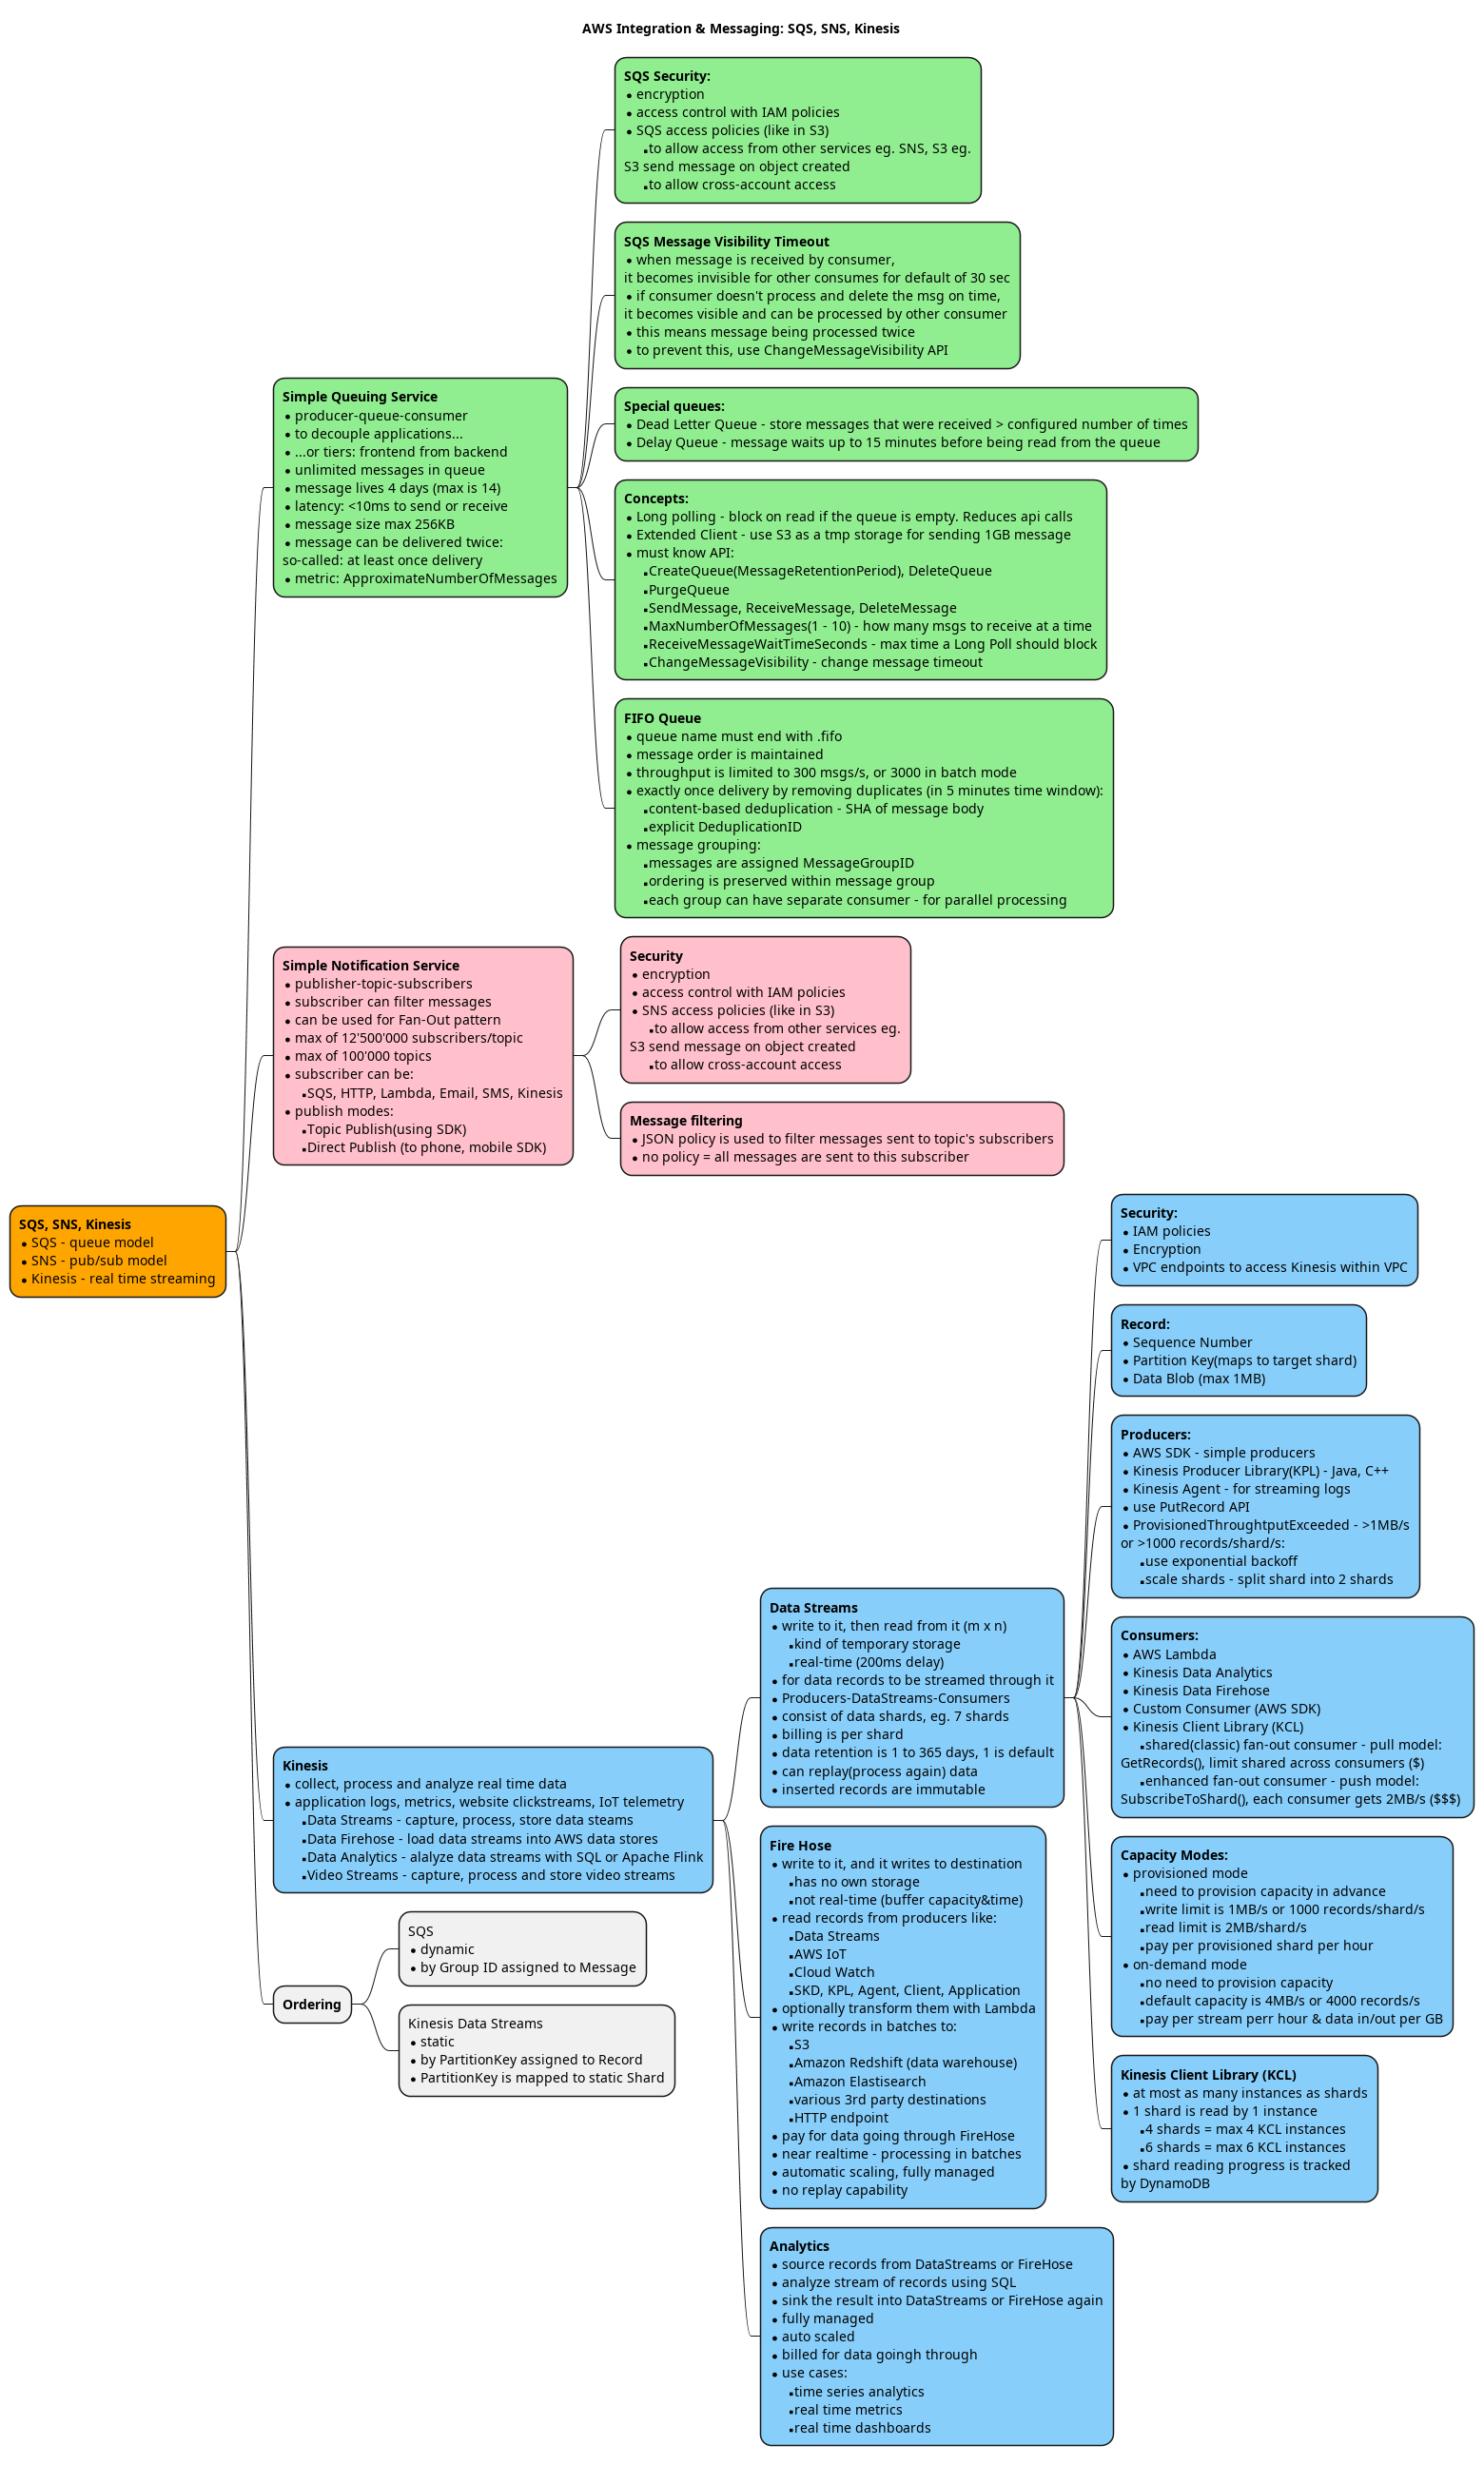 AWS Integration & Messaging: SQS, SNS, Kinesis
SQS, SNS, Kinesis
• SQS - queue model
• SNS - pub/sub model
• Kinesis - real time streaming
Simple Queuing Service
• producer-queue-consumer
• to decouple applications...
• ...or tiers: frontend from backend
• unlimited messages in queue
• message lives 4 days (max is 14)
• latency: <10ms to send or receive
• message size max 256KB
• message can be delivered twice:
so-called: at least once delivery
• metric: ApproximateNumberOfMessages
SQS Security:
• encryption
• access control with IAM policies
• SQS access policies (like in S3)
▪to allow access from other services eg. SNS, S3 eg.
S3 send message on object created
▪to allow cross-account access
SQS Message Visibility Timeout
• when message is received by consumer,
it becomes invisible for other consumes for default of 30 sec
• if consumer doesn't process and delete the msg on time,
it becomes visible and can be processed by other consumer
• this means message being processed twice
• to prevent this, use ChangeMessageVisibility API
Special queues:
• Dead Letter Queue - store messages that were received > configured number of times
• Delay Queue - message waits up to 15 minutes before being read from the queue
Concepts:
• Long polling - block on read if the queue is empty. Reduces api calls
• Extended Client - use S3 as a tmp storage for sending 1GB message
• must know API:
▪CreateQueue(MessageRetentionPeriod), DeleteQueue
▪PurgeQueue
▪SendMessage, ReceiveMessage, DeleteMessage
▪MaxNumberOfMessages(1 - 10) - how many msgs to receive at a time
▪ReceiveMessageWaitTimeSeconds - max time a Long Poll should block
▪ChangeMessageVisibility - change message timeout
FIFO Queue
• queue name must end with .fifo
• message order is maintained
• throughput is limited to 300 msgs/s, or 3000 in batch mode
• exactly once delivery by removing duplicates (in 5 minutes time window):
▪content-based deduplication - SHA of message body
▪explicit DeduplicationID
• message grouping:
▪messages are assigned MessageGroupID
▪ordering is preserved within message group
▪each group can have separate consumer - for parallel processing
Simple Notification Service
• publisher-topic-subscribers
• subscriber can filter messages
• can be used for Fan-Out pattern
• max of 12'500'000 subscribers/topic
• max of 100'000 topics
• subscriber can be:
▪SQS, HTTP, Lambda, Email, SMS, Kinesis
• publish modes:
▪Topic Publish(using SDK)
▪Direct Publish (to phone, mobile SDK)
Security
• encryption
• access control with IAM policies
• SNS access policies (like in S3)
▪to allow access from other services eg.
S3 send message on object created
▪to allow cross-account access
Message filtering
• JSON policy is used to filter messages sent to topic's subscribers
• no policy = all messages are sent to this subscriber
Kinesis
• collect, process and analyze real time data
• application logs, metrics, website clickstreams, IoT telemetry
▪Data Streams - capture, process, store data steams
▪Data Firehose - load data streams into AWS data stores
▪Data Analytics - alalyze data streams with SQL or Apache Flink
▪Video Streams - capture, process and store video streams
Data Streams
• write to it, then read from it (m x n)
▪kind of temporary storage
▪real-time (200ms delay)
• for data records to be streamed through it
• Producers-DataStreams-Consumers
• consist of data shards, eg. 7 shards
• billing is per shard
• data retention is 1 to 365 days, 1 is default
• can replay(process again) data
• inserted records are immutable
Security:
• IAM policies
• Encryption
• VPC endpoints to access Kinesis within VPC
Record:
• Sequence Number
• Partition Key(maps to target shard)
• Data Blob (max 1MB)
Producers:
• AWS SDK - simple producers
• Kinesis Producer Library(KPL) - Java, C++
• Kinesis Agent - for streaming logs
• use PutRecord API
• ProvisionedThroughtputExceeded - >1MB/s
or >1000 records/shard/s:
▪use exponential backoff
▪scale shards - split shard into 2 shards
Consumers:
• AWS Lambda
• Kinesis Data Analytics
• Kinesis Data Firehose
• Custom Consumer (AWS SDK)
• Kinesis Client Library (KCL)
▪shared(classic) fan-out consumer - pull model:
GetRecords(), limit shared across consumers ($)
▪enhanced fan-out consumer - push model:
SubscribeToShard(), each consumer gets 2MB/s ($$$)
Capacity Modes:
• provisioned mode
▪need to provision capacity in advance
▪write limit is 1MB/s or 1000 records/shard/s
▪read limit is 2MB/shard/s
▪pay per provisioned shard per hour
• on-demand mode
▪no need to provision capacity
▪default capacity is 4MB/s or 4000 records/s
▪pay per stream perr hour & data in/out per GB
Kinesis Client Library (KCL)
• at most as many instances as shards
• 1 shard is read by 1 instance
▪4 shards = max 4 KCL instances
▪6 shards = max 6 KCL instances
• shard reading progress is tracked
by DynamoDB
Fire Hose
• write to it, and it writes to destination
▪has no own storage
▪not real-time (buffer capacity&time)
• read records from producers like:
▪Data Streams
▪AWS IoT
▪Cloud Watch
▪SKD, KPL, Agent, Client, Application
• optionally transform them with Lambda
• write records in batches to:
▪S3
▪Amazon Redshift (data warehouse)
▪Amazon Elastisearch
▪various 3rd party destinations
▪HTTP endpoint
• pay for data going through FireHose
• near realtime - processing in batches
• automatic scaling, fully managed
• no replay capability
Analytics
• source records from DataStreams or FireHose
• analyze stream of records using SQL
• sink the result into DataStreams or FireHose again
• fully managed
• auto scaled
• billed for data goingh through
• use cases:
▪time series analytics
▪real time metrics
▪real time dashboards
Ordering
SQS
• dynamic
• by Group ID assigned to Message
Kinesis Data Streams
• static
• by PartitionKey assigned to Record
• PartitionKey is mapped to static Shard